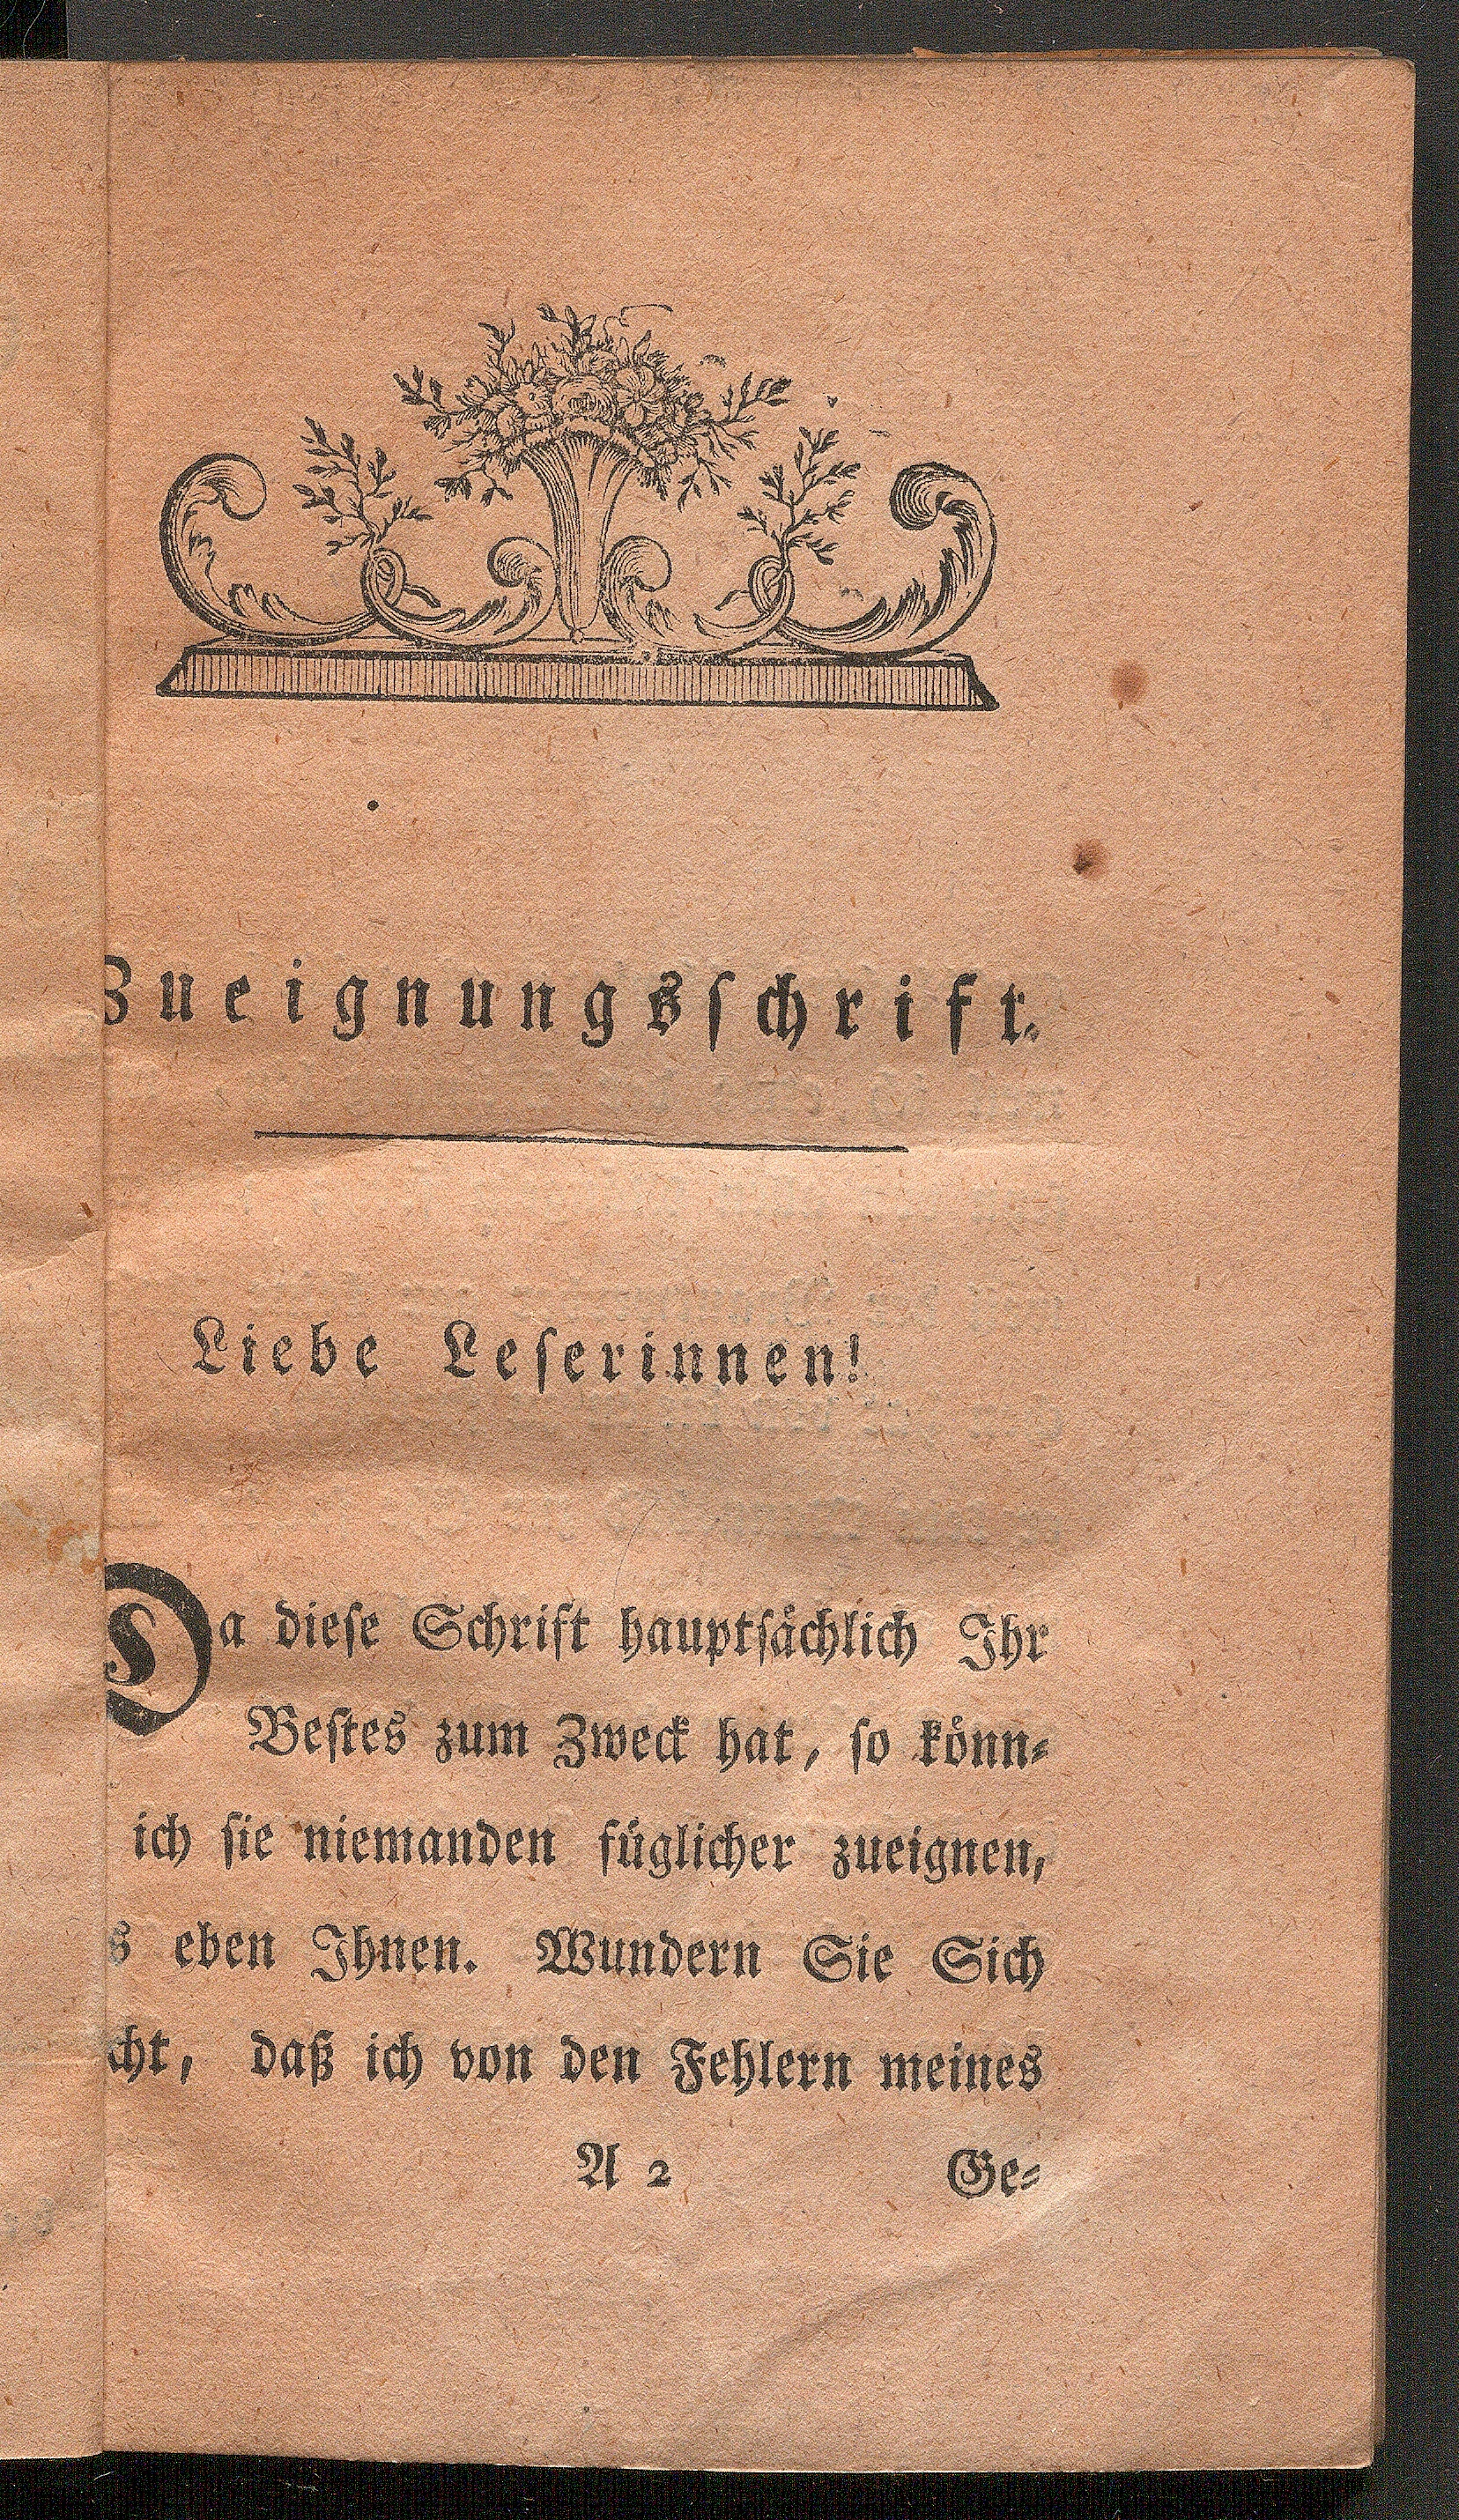 Zueignungsschrift.
Liebe Leserinnen!
Da dieſe Schrift hauptſächlich Ihr
Beſtes zum Zweck hat, ſo könn⸗
ich ſie niemanden füglicher zueignen,
s eben Ihnen. Wundern Sie Sich
cht, daß ich von den Fehlern meines
A 2
Ge⸗